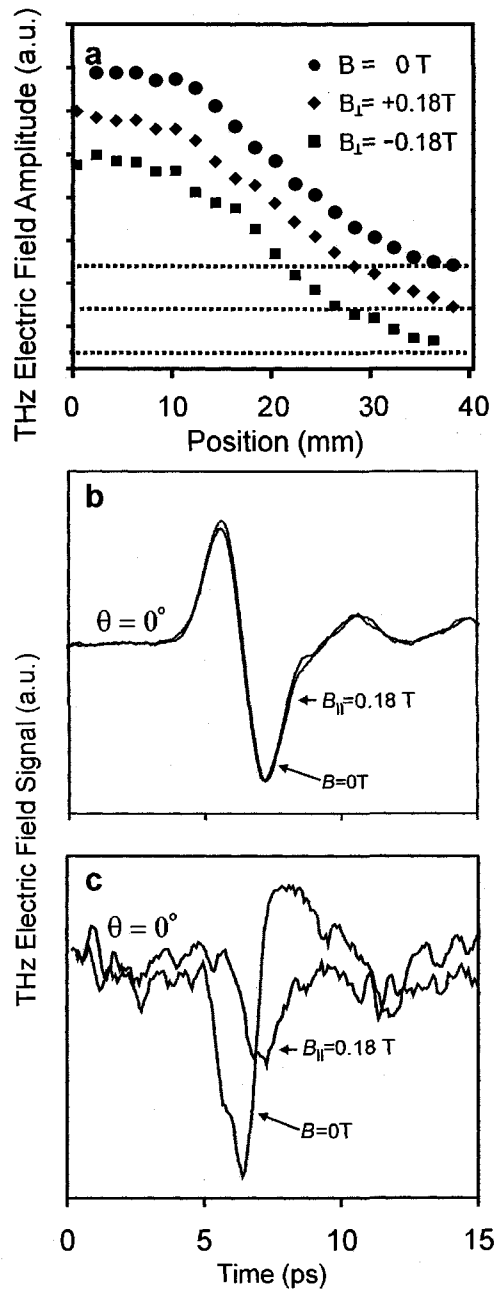 a
B = 0 T
B⊥= +0.18T
B⊥= −0.18T
THz Electric Field Amplitude (a.u.)
0 10 20 30 40
Position (mm)
b
θ = 0°
B||=0.18 T
B=0T
THz Electric Field Signal (a.u.)
c
θ = 0°
B||=0.18 T
B=0T
0 5 10 15
Time (ps)